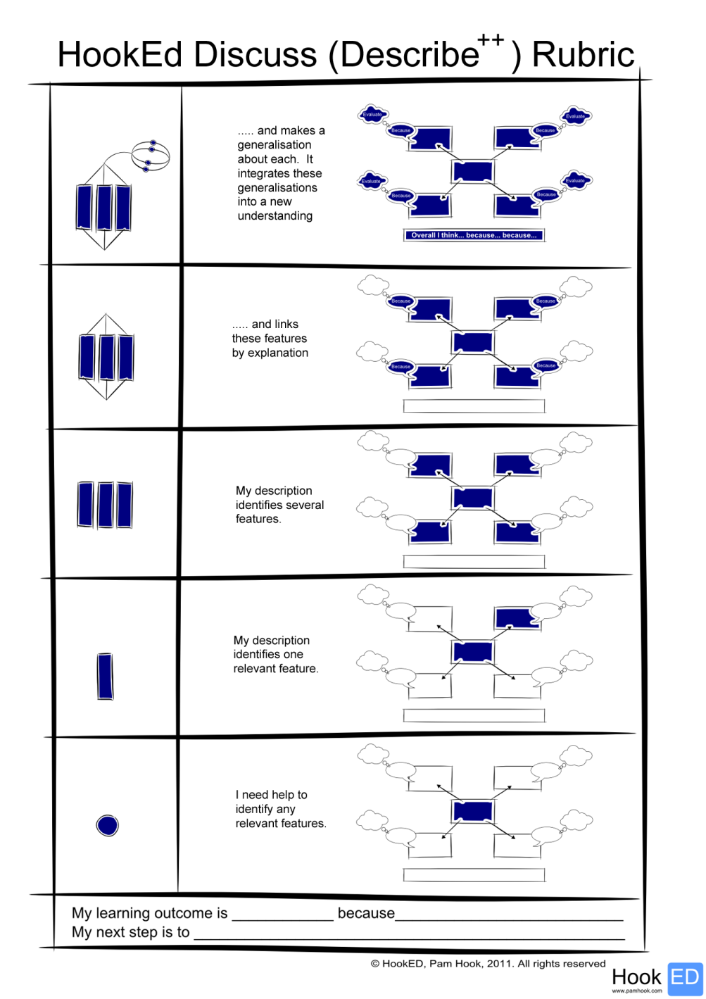 HookEd Discuss (Describe++ ) Rubric
..... and makes a
generalisation
about each. It
integrates these
generalisations
into a new
understanding
Evaluate
Because
Evaluate
Because
Evaluate
Because
Evaluate
Because
Overall I think... because... because...
..... and links
these features
by explanation
Because
Because
Because
Because
My description
identifies several
features.
My description
identifies one
relevant feature.
I need help to
identify any
relevant features.
My learning outcome is ____________ because___________________________
My next step is to ___________________________________________________
© HookED, Pam Hook, 2011. All rights reserved
Hook ED
www.pamhook.com